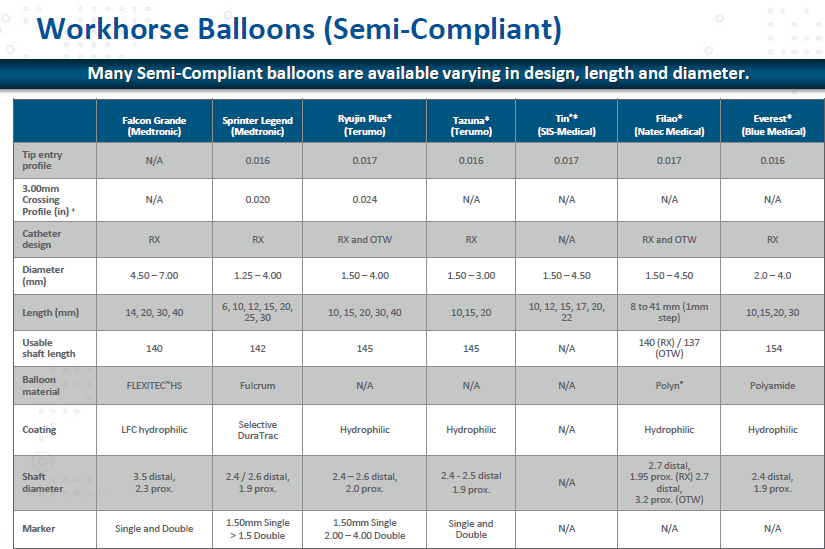 Workhorse Balloons (Semi-Compliant)
Many Semi-Compliant balloons are available varying in design, length and diameter.
Falcon Grande
(Medtronic)
Sprinter Legend
(Medtronic)
Ryujin Plus*
(Terumo)
Tazuna*
(Terumo)
Tin®*
(SIS-Medical)
Filao*
(Natec Medical)
Everest*
(Blue Medical)
Tip entry
profile
N/A
0.016
0.017
0.016
0.017
0.017
0.016
3.00mm
Crossing
Profile (in) ⁺
N/A
0.020
0.024
N/A
N/A
N/A
N/A
Catheter
design
RX
RX
RX and OTW
RX
N/A
RX and OTW
RX
Diameter
(mm)
4.50 – 7.00
1.25 – 4.00
1.50 – 4.00
1.50 – 3.00
1.50 – 4.50
1.50 – 4.50
2.0 – 4.0
Length (mm)
14, 20, 30, 40
6, 10, 12, 15, 20,
25, 30
10, 15, 20, 30, 40
10,15, 20
10, 12, 15, 17, 20,
22
8 to 41 mm (1mm
step)
10,15,20, 30
Usable
shaft length
140
142
145
145
N/A
140 (RX) / 137
(OTW)
154
Balloon
material
FLEXITEC™HS
Fulcrum
N/A
N/A
N/A
Polyn®
Polyamide
Coating
LFC hydrophilic
Selective
DuraTrac
Hydrophilic
Hydrophilic
N/A
Hydrophilic
Hydrophilic
Shaft
diameter
3.5 distal,
2.3 prox.
2.4 / 2.6 distal,
1.9 prox.
2.4 – 2.6 distal,
2.0 prox.
2.4 - 2.5 distal
1.9 prox.
N/A
2.7 distal,
1.95 prox. (RX) 2.7
distal,
3.2 prox. (OTW)
2.4 distal,
1.9 prox.
Marker
Single and Double
1.50mm Single
> 1.5 Double
1.50mm Single
2.00 – 4.00 Double
Single and
Double
N/A
N/A
N/A